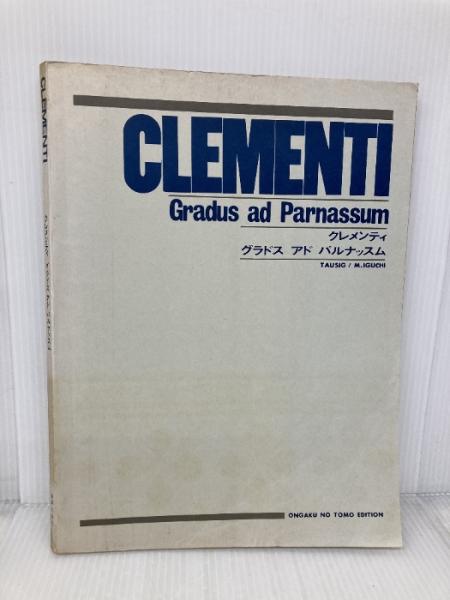 CLEMENTI
Gradus ad Parnassum
クレメンティ
グラドス アド パルナッスム
TAUSIG / M.IGUCHI
ONGAKU NO TOMO EDITION
CLEMENTI